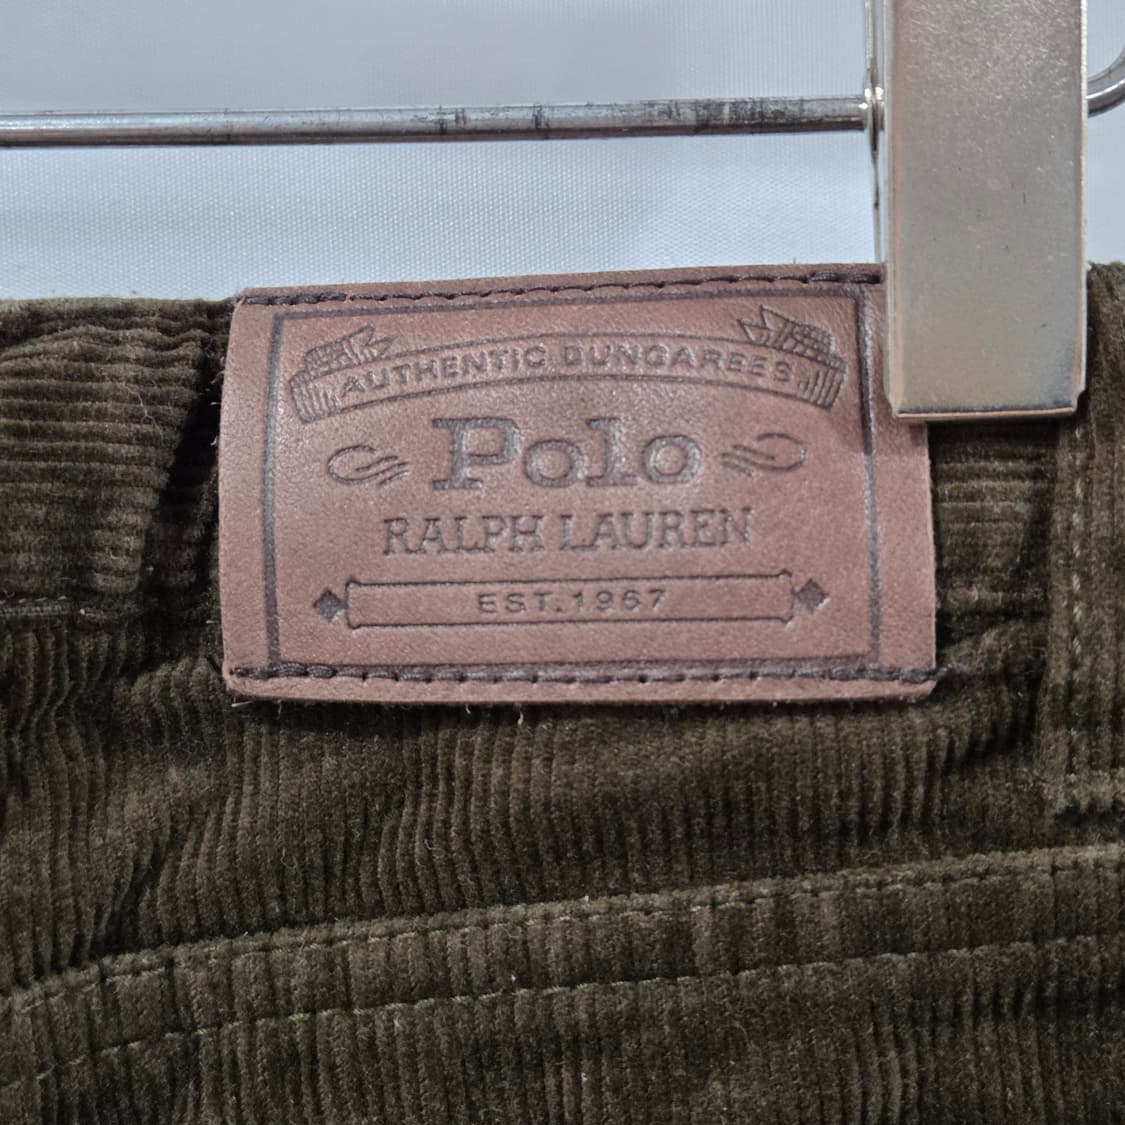 AUTHENTIC DUNGAREES
Polo
RALPH LAUREN
EST. 1967